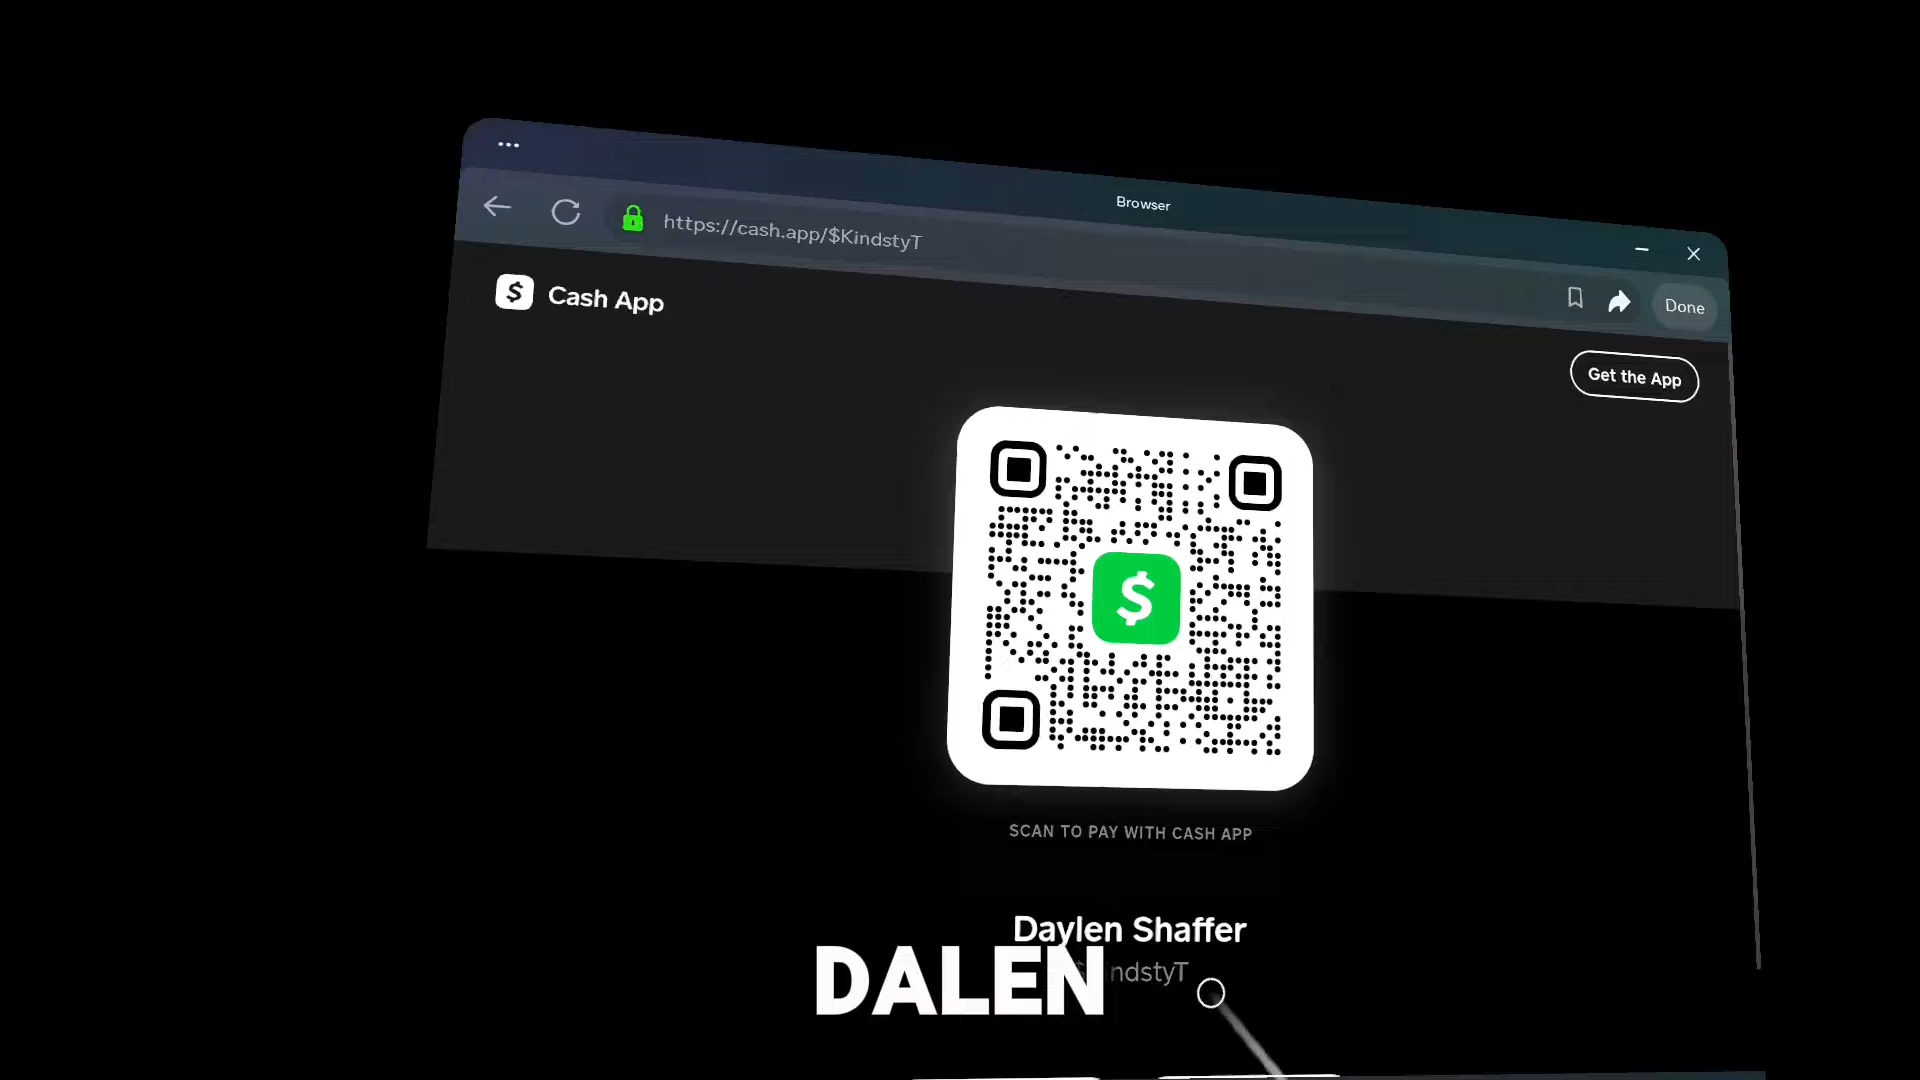 Browser
https://cash.app/$KindstyT
Done
$ Cash App
Get the App
$
SCAN TO PAY WITH CASH APP
Daylen Shaffer
DALEN